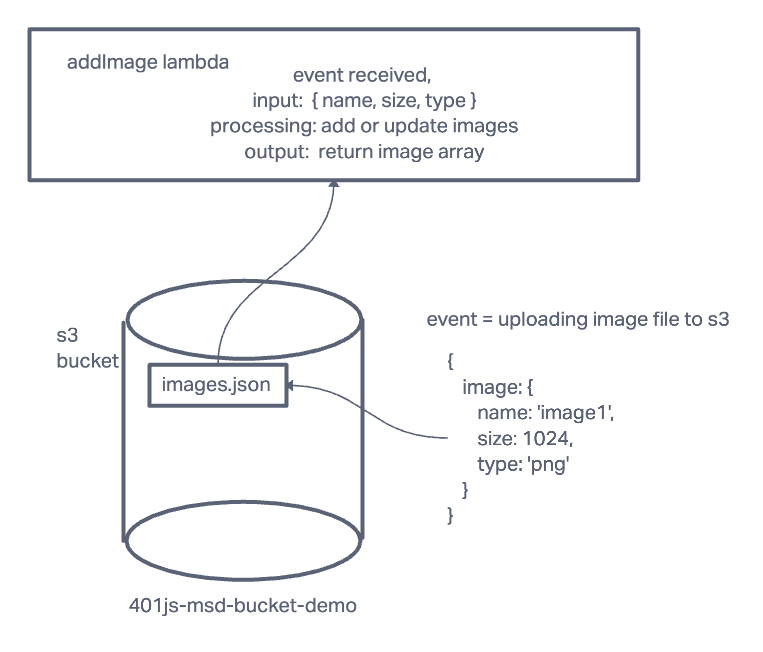 addImage lambda
event received,
input: { name, size, type }
processing: add or update images
output: return image array
s3
bucket
images.json
event = uploading image file to s3
{
image: {
name: 'image1',
size: 1024,
type: 'png'
}
}
401js-msd-bucket-demo